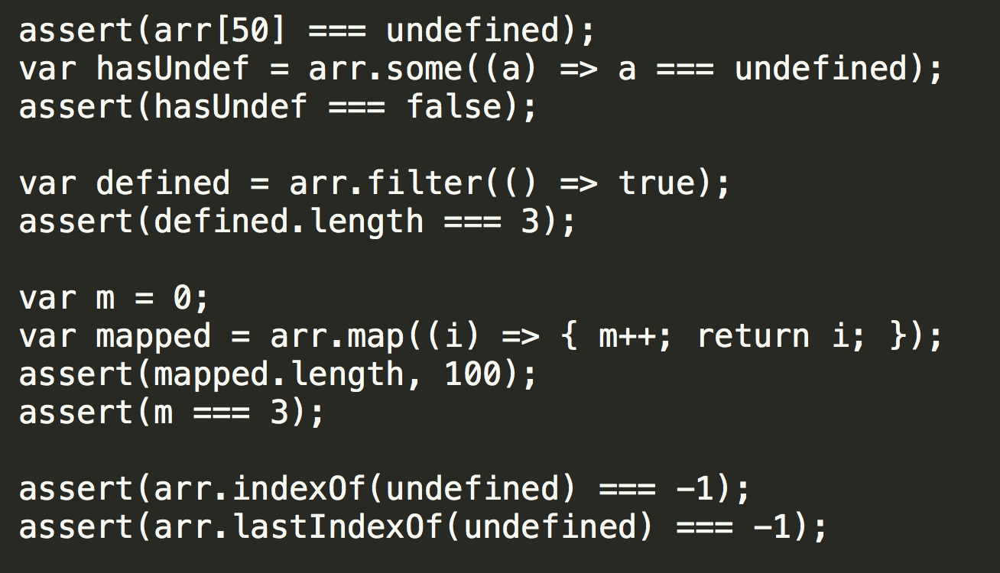 assert(arr[50] === undefined);
var hasUndef = arr.some((a) => a === undefined);
assert(hasUndef === false);

var defined = arr.filter(() => true);
assert(defined.length === 3);

var m = 0;
var mapped = arr.map((i) => { m++; return i; });
assert(mapped.length, 100);
assert(m === 3);

assert(arr.indexOf(undefined) === -1);
assert(arr.lastIndexOf(undefined) === -1);